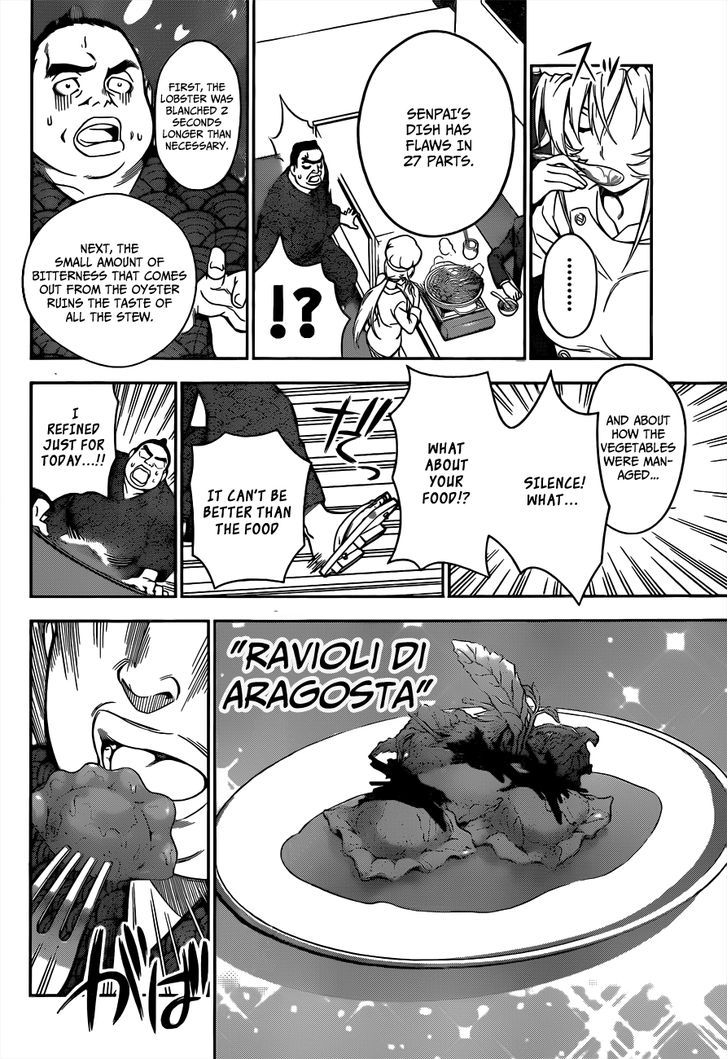 ..........
SENPAI'S
DISH HAS
FLAWS IN
27 PARTS.
!?
FIRST, THE
LOBSTER WAS
BLANCHED 2
SECONDS
LONGER THAN
NECESSARY.
NEXT, THE
SMALL AMOUNT OF
BITTERNESS THAT COMES
OUT FROM THE OYSTER
RUINS THE TASTE OF
ALL THE STEW.
AND ABOUT
HOW THE
VEGETABLES
WERE MAN-
AGED...
SILENCE!
WHAT...
WHAT
ABOUT
YOUR
FOOD!?
IT CAN'T BE
BETTER THAN
THE FOOD
I
REFINED
JUST FOR
TODAY...!!
"RAVIOLI DI
ARAGOSTA"
がば